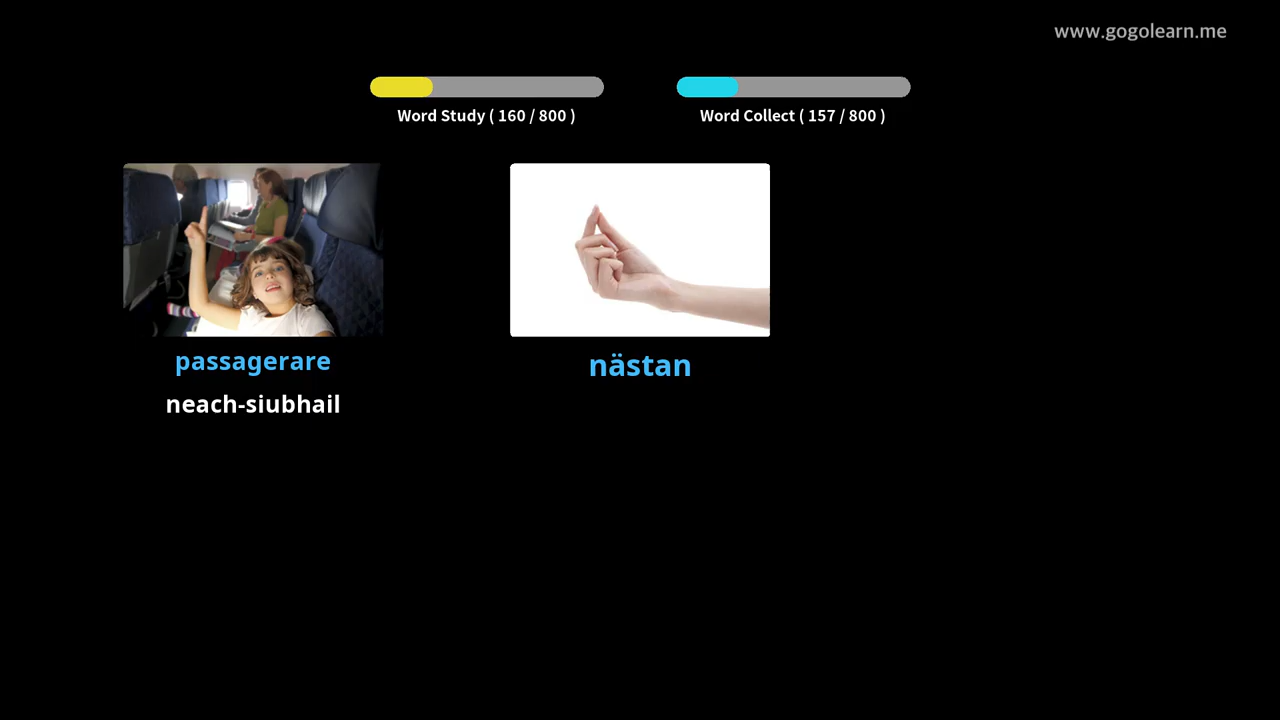 www.gogolearn.me
Word Study ( 160 / 800 )
Word Collect ( 157 / 800 )
passagerare
neach-siubhail
nästan